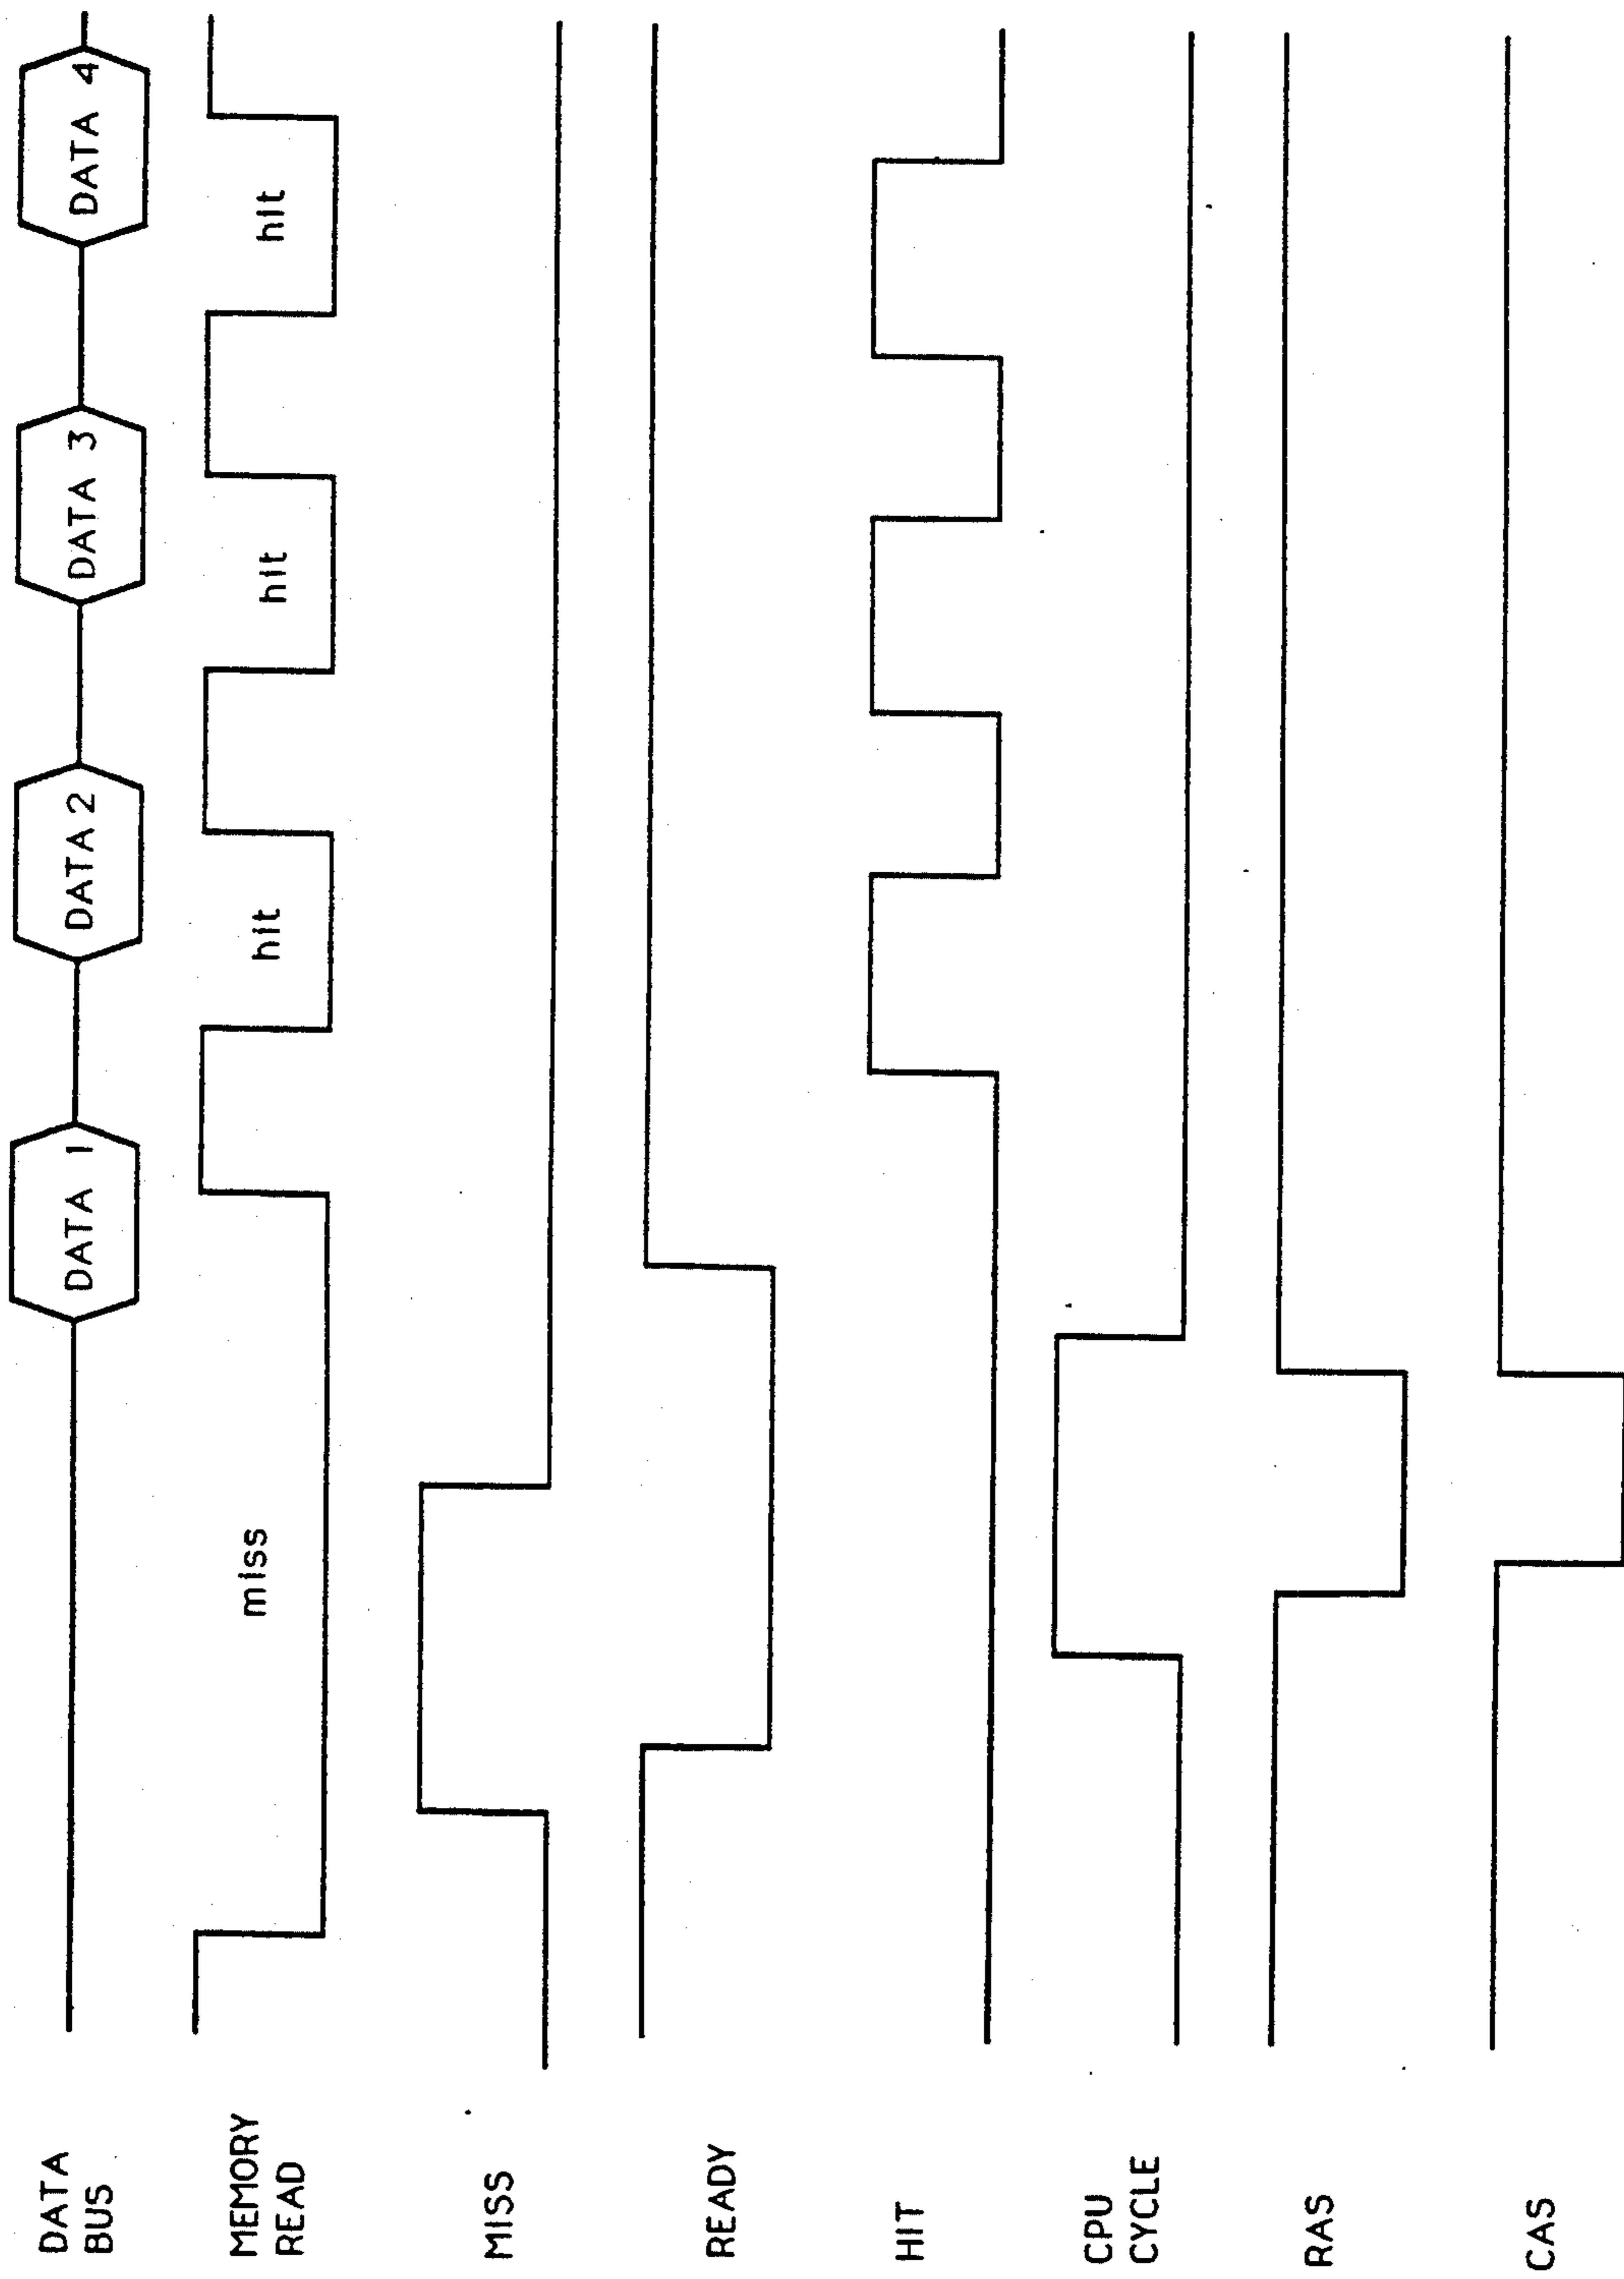 DATA
BUS
DATA 1
DATA 2
DATA 3
DATA 4
MEMORY
READ
miss
hit
hit
hit
MISS
READY
HIT
CPU
CYCLE
RAS
CAS